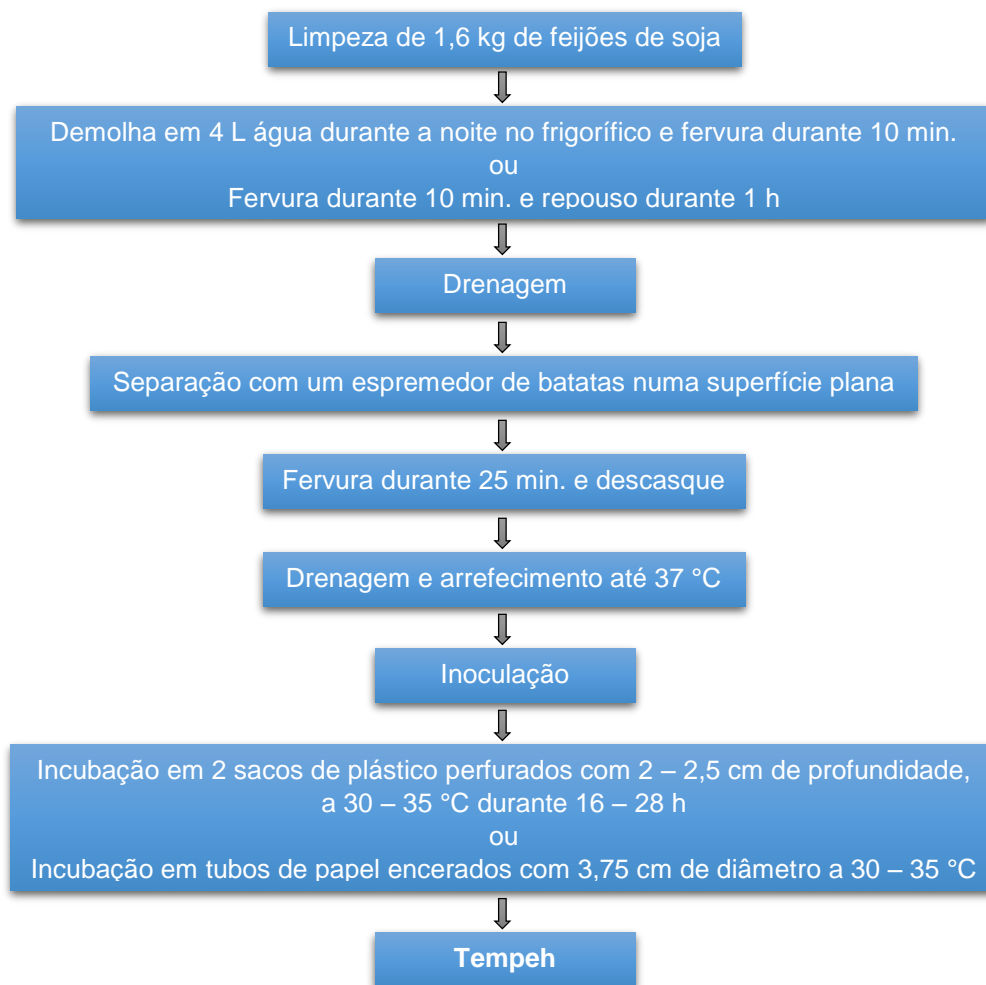 Limpeza de 1,6 kg de feijões de soja
Demolha em 4 L água durante a noite no frigorífico e fervura durante 10 min.
ou
Fervura durante 10 min. e repouso durante 1 h
Drenagem
Separação com um espremedor de batatas numa superfície plana
Fervura durante 25 min. e descasque
Drenagem e arrefecimento até 37 °C
Inoculação
Incubação em 2 sacos de plástico perfurados com 2 – 2,5 cm de profundidade,
a 30 – 35 °C durante 16 – 28 h
ou
Incubação em tubos de papel encerados com 3,75 cm de diâmetro a 30 – 35 °C
Tempeh